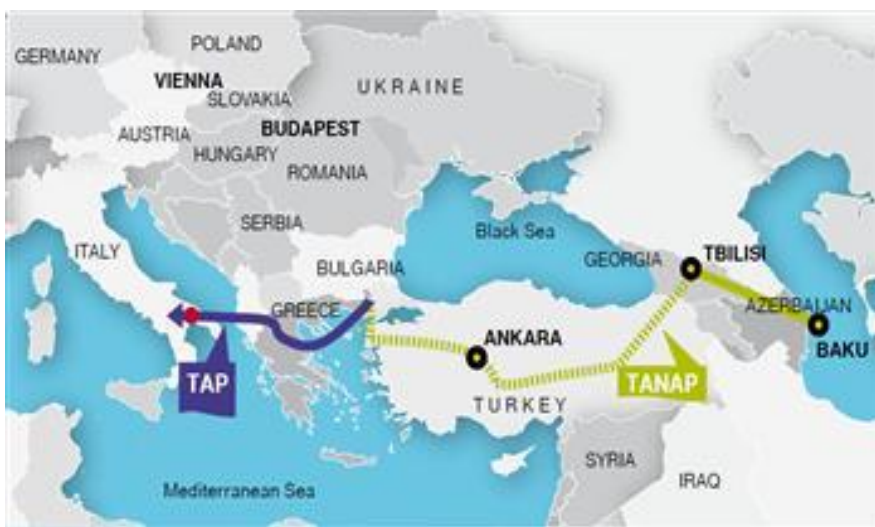 POLAND
GERMANY
VIENNA
UKRAINE
SLOVAKIA
AUSTRIA
BUDAPEST
HUNGARY
ROMANIA
SERBIA
Black Sea
ITALY
TBILISI
GEORGIA
BULGARIA
AZERBAIJAN
GREECE
ANKARA
BAKU
TAP
TANAP
TURKEY
SYRIA
IRAQ
Mediterranean Sea